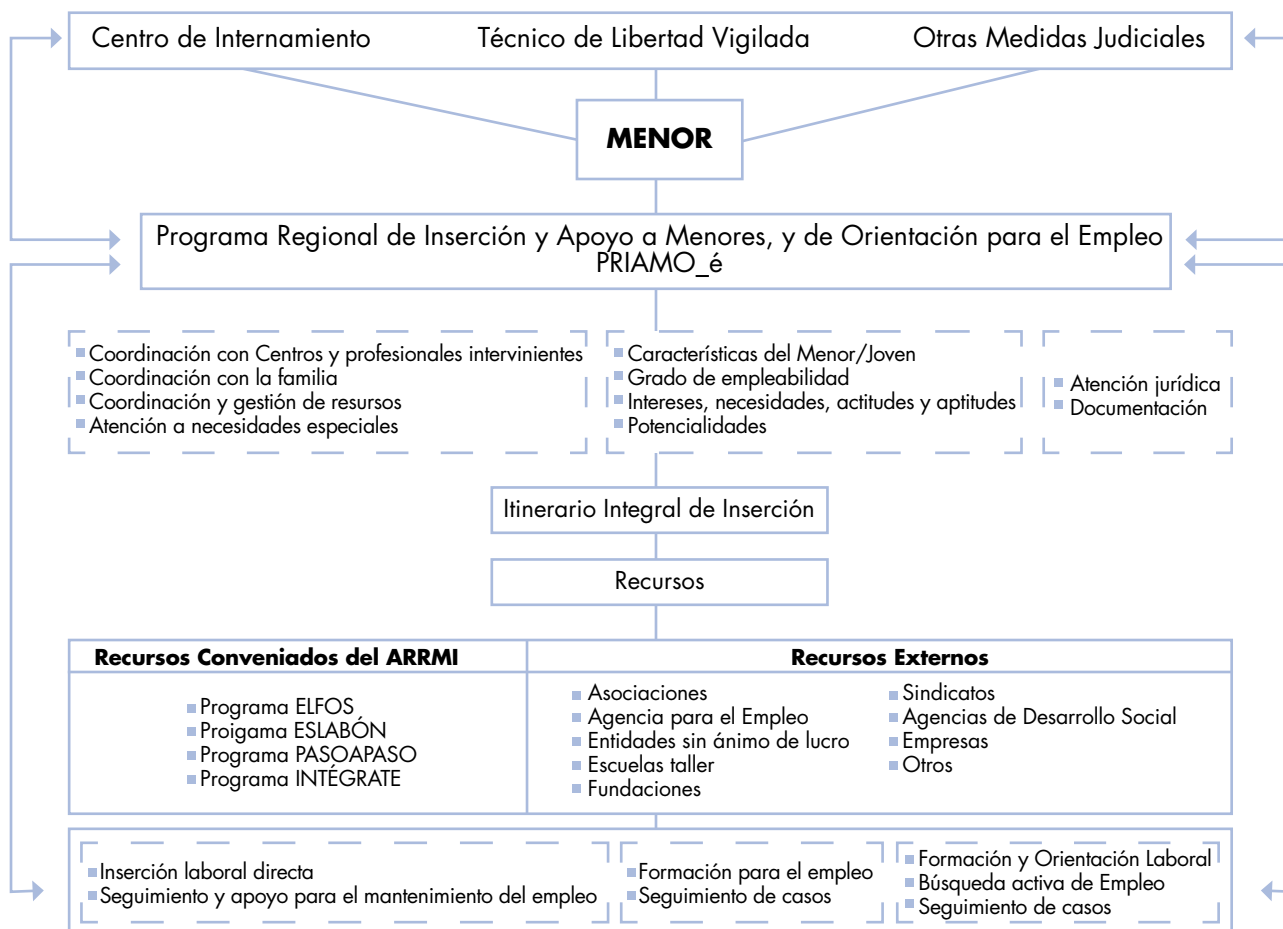 Centro de Internamiento Técnico de Libertad Vigilada Otras Medidas Judiciales
MENOR
Programa Regional de Inserción y Apoyo a Menores, y de Orientación para el Empleo
PRIAMO_é
Coordinación con Centros y profesionales intervinientes
Coordinación con la familia
Coordinación y gestión de resursos
Atención a necesidades especiales
Características del Menor/Joven
Grado de empleabilidad
Intereses, necesidades, actitudes y aptitudes
Potencialidades
Atención jurídica
Documentación
Itinerario Integral de Inserción
Recursos
Recursos Conveniados del ARRMI
Programa ELFOS
Proigama ESLABÓN
Programa PASOAPASO
Programa INTÉGRATE
Recursos Externos
Asociaciones
Agencia para el Empleo
Entidades sin ánimo de lucro
Escuelas taller
Fundaciones
Sindicatos
Agencias de Desarrollo Social
Empresas
Otros
Inserción laboral directa
Seguimiento y apoyo para el mantenimiento del empleo
Formación para el empleo
Seguimiento de casos
Formación y Orientación Laboral
Búsqueda activa de Empleo
Seguimiento de casos